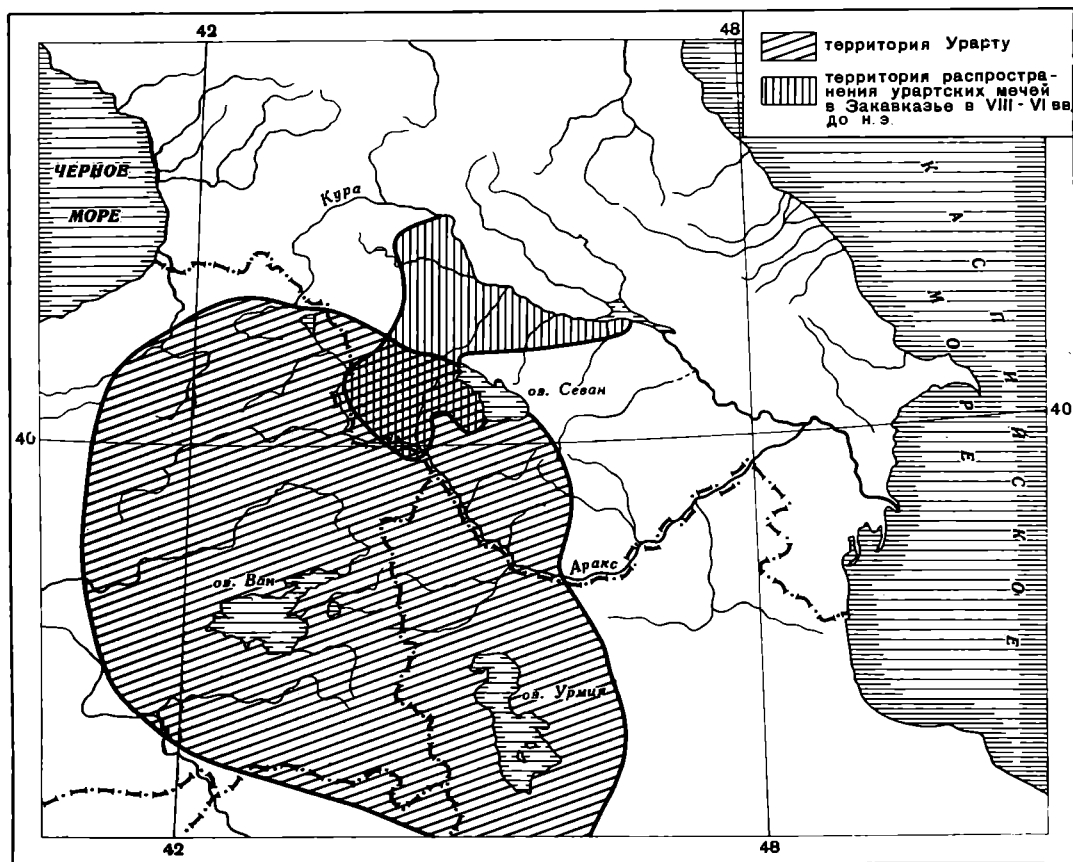 42
48
территория Урарту
территория распростра-
нения урартских мечей
в Закавказье в VIII - VI вв
до н. э.
ЧЕРНОЕ
МОРЕ
Кура
КАСПИЙСКОЕ
МОРЕ
оз. Севан
40
40
Аракс
оз. Ван
оз. Урмия
42
48